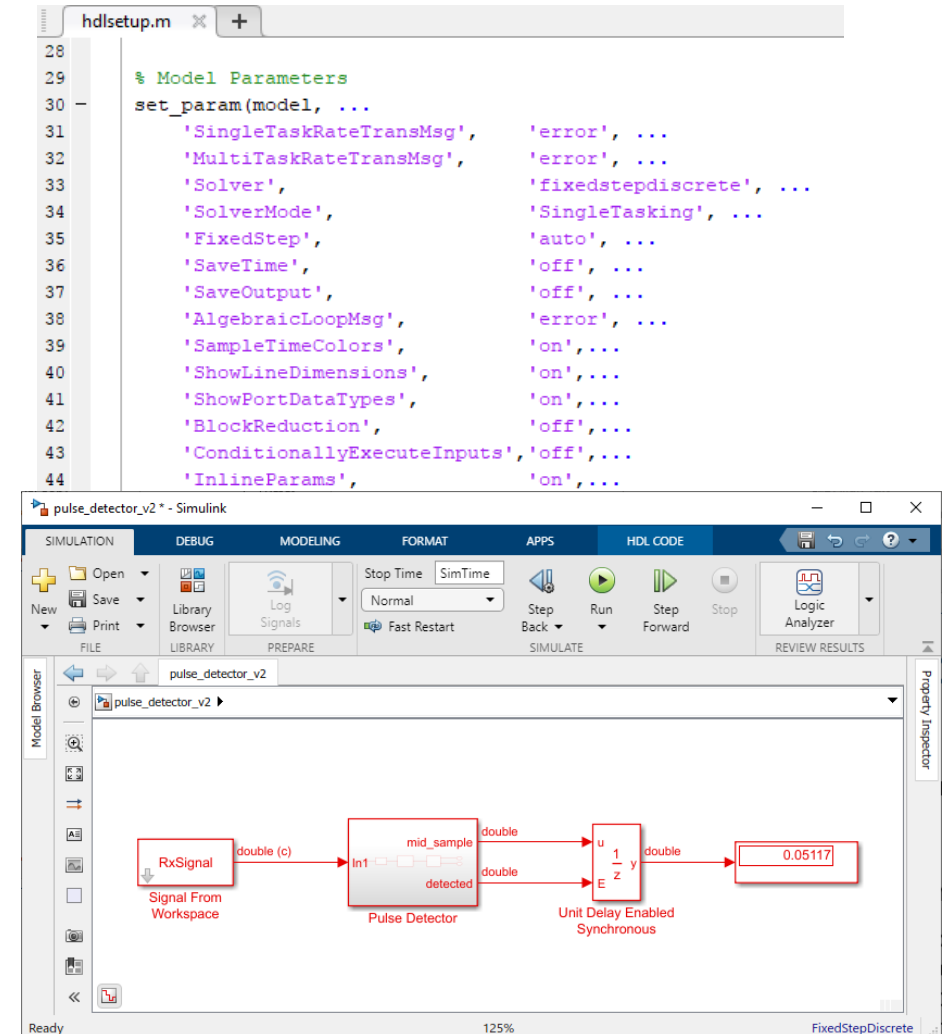 hdlsetup.m
28
29 % Model Parameters
30 set_param(model, ...
31 'SingleTaskRateTransMsg', 'error', ...
32 'MultiTaskRateTransMsg', 'error', ...
33 'Solver', 'fixedstepdiscrete', ...
34 'SolverMode', 'SingleTasking', ...
35 'FixedStep', 'auto', ...
36 'SaveTime', 'off', ...
37 'SaveOutput', 'off', ...
38 'AlgebraicLoopMsg', 'error', ...
39 'SampleTimeColors', 'on',...
40 'ShowLineDimensions', 'on',...
41 'ShowPortDataTypes', 'on',...
42 'BlockReduction', 'off',...
43 'ConditionallyExecuteInputs','off',...
44 'InlineParams', 'on',...
pulse_detector_v2 * - Simulink
SIMULATION DEBUG MODELING FORMAT APPS HDL CODE
New
Open
Save
Print
FILE
Library
Browser
LIBRARY
Log
Signals
PREPARE
Stop Time SimTime
Normal
Fast Restart
Step
Back
Run
Step
Forward
Stop
SIMULATE
Logic
Analyzer
REVIEW RESULTS
Model Browser
pulse_detector_v2
pulse_detector_v2
Property Inspector
RxSignal
Signal From
Workspace
double (c)
In1
mid_sample
detected
Pulse Detector
double
double
u
E
1
z
y
Unit Delay Enabled
Synchronous
double
0.05117
Ready 125% FixedStepDiscrete